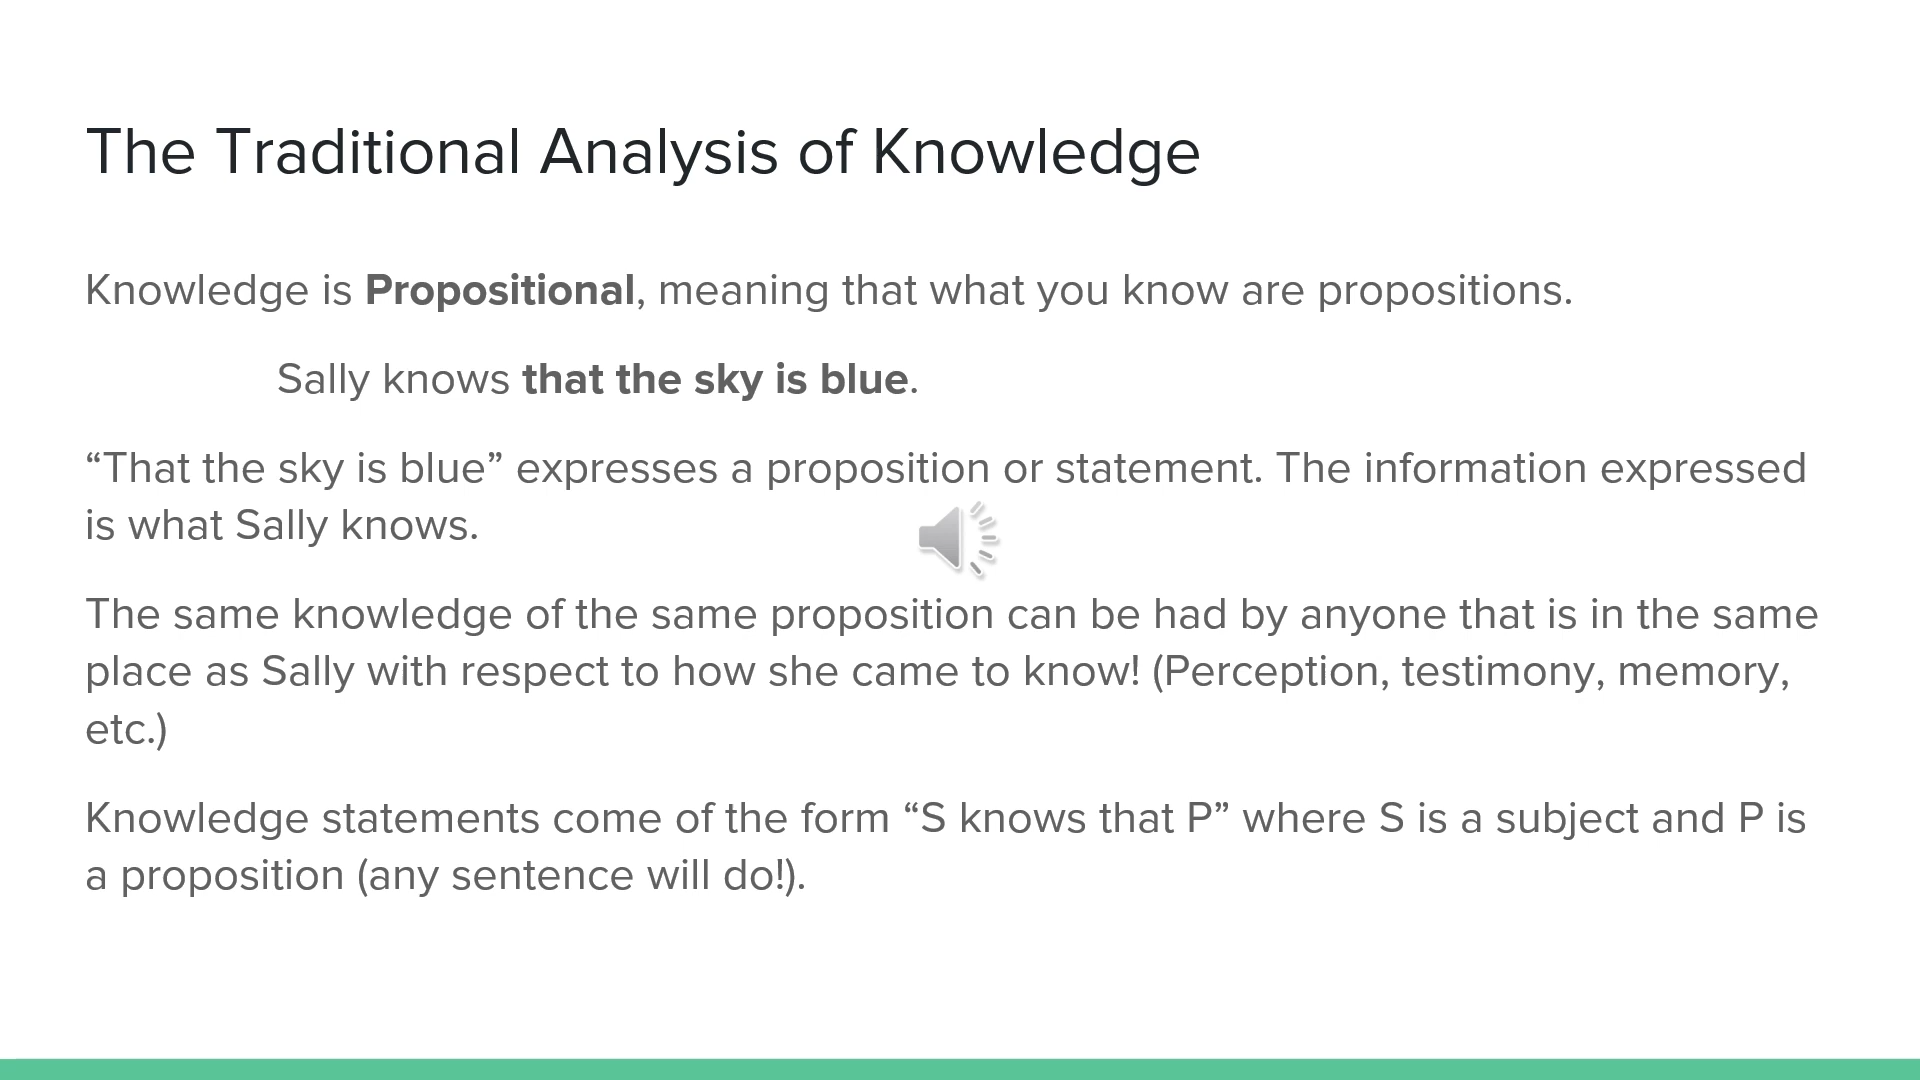 The Traditional Analysis of Knowledge
Knowledge is Propositional, meaning that what you know are propositions.
Sally knows that the sky is blue.
“That the sky is blue” expresses a proposition or statement. The information expressed
is what Sally knows.
The same knowledge of the same proposition can be had by anyone that is in the same
place as Sally with respect to how she came to know! (Perception, testimony, memory,
etc.)
Knowledge statements come of the form “S knows that P” where S is a subject and P is
a proposition (any sentence will do!).